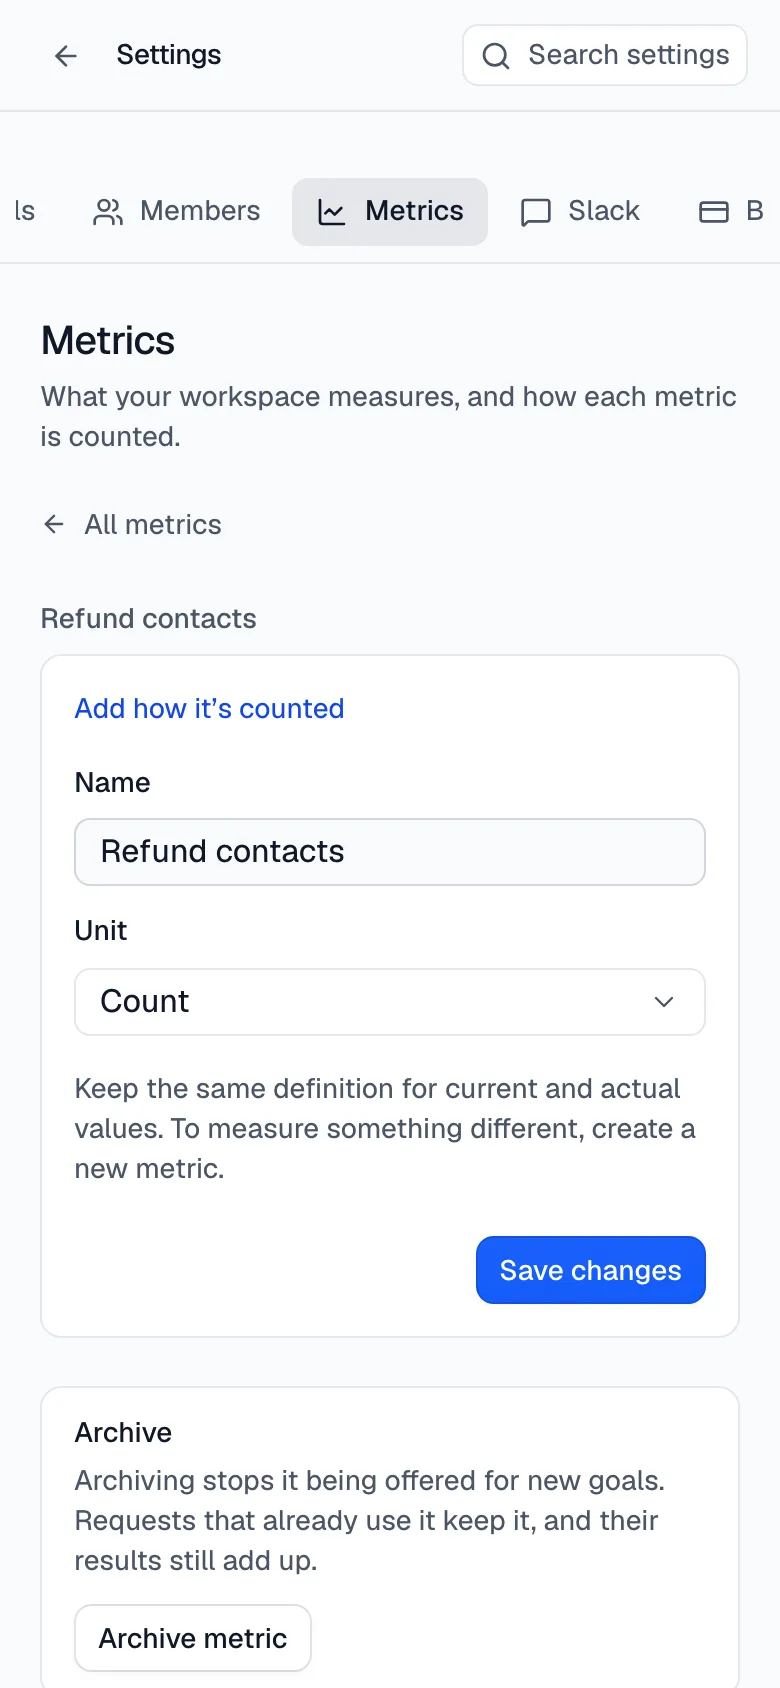 Settings
Search settings
ls
Members
Metrics
Slack
B
Metrics
What your workspace measures, and how each metric
is counted.
All metrics
Refund contacts
Add how it’s counted
Name
Refund contacts
Unit
Count
Keep the same definition for current and actual
values. To measure something different, create a
new metric.
Save changes
Archive
Archiving stops it being offered for new goals.
Requests that already use it keep it, and their
results still add up.
Archive metric